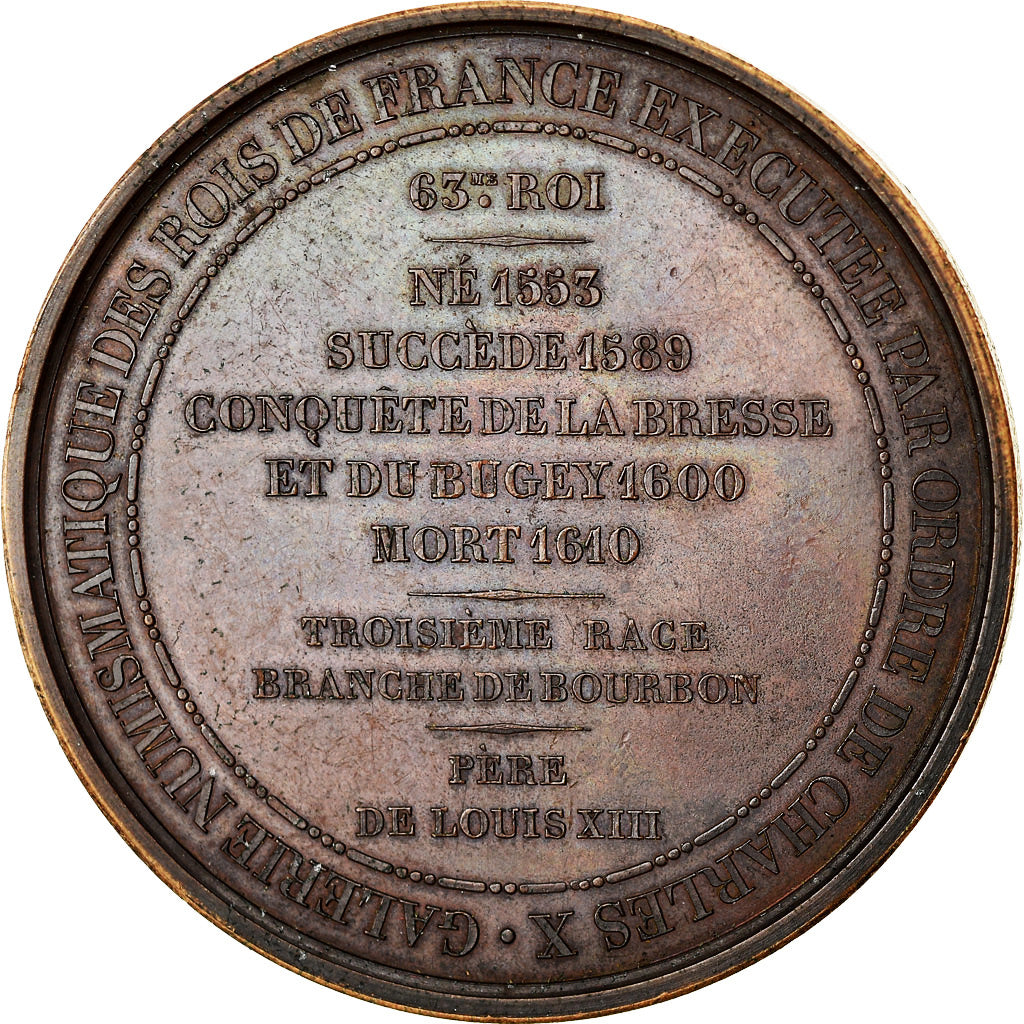 GALERIE NUMISMATIQUE DES ROIS DE FRANCE EXECUTÉE PAR ORDRE DE CHARLES X ·
63ME. ROI
NÉ 1553
SUCCÈDE 1589
CONQUÊTE DE LA BRESSE
ET DU BUGEY 1600
MORT 1610
TROISIÈME RACE
BRANCHE DE BOURBON
PÈRE
DE LOUIS XIII